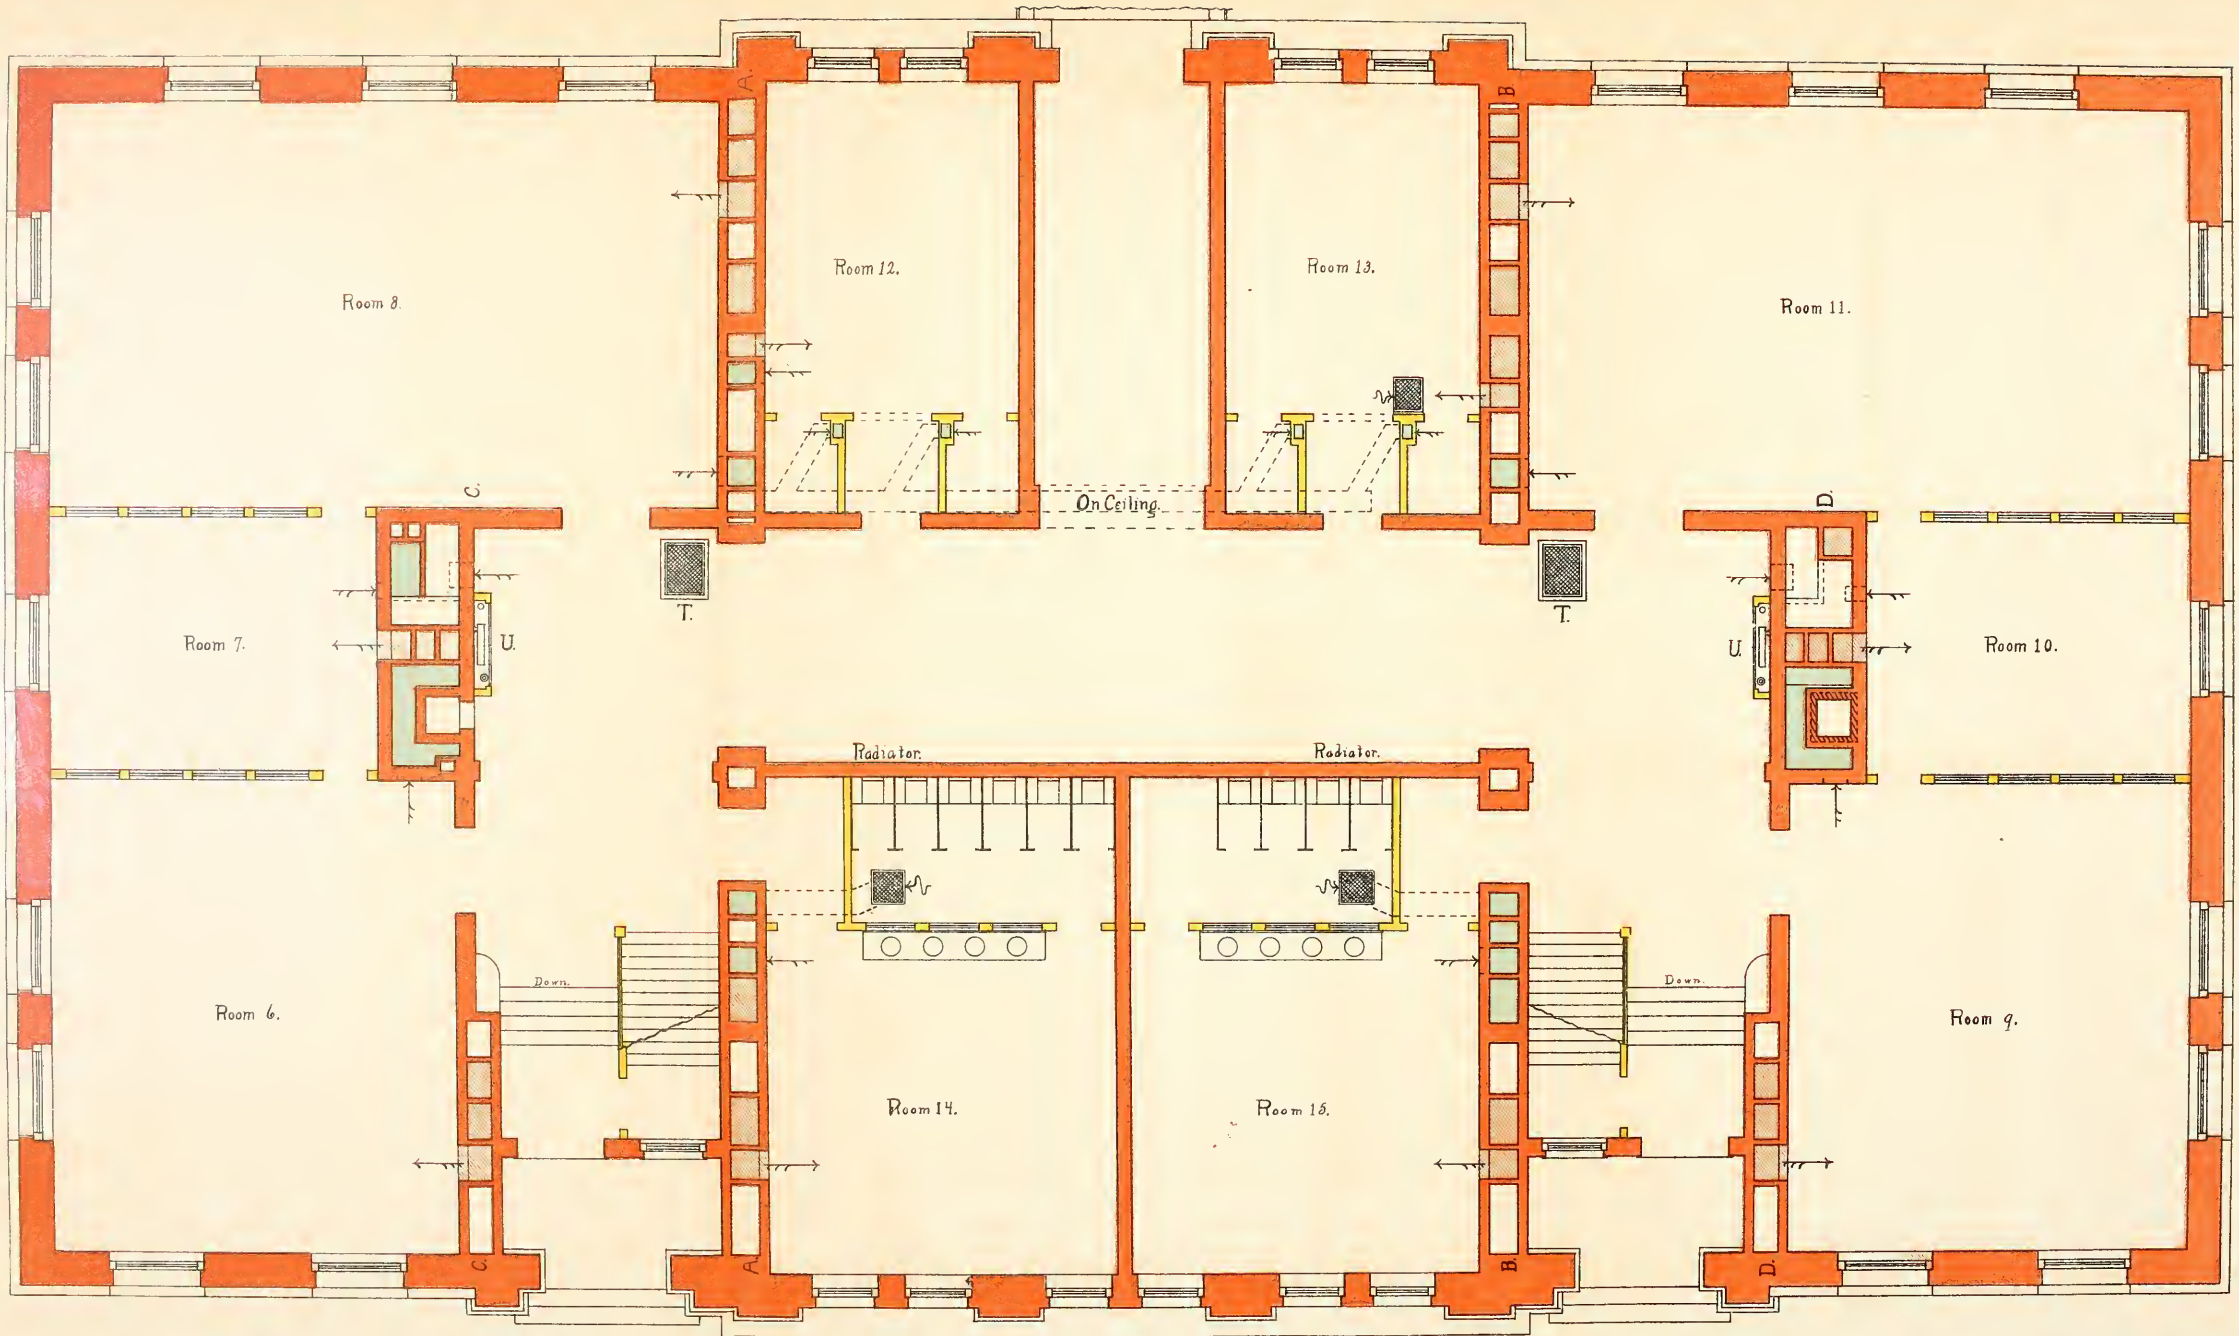 A.
B.
Room 12.
Room 13.
Room 8.
Room 11.
C.
D.
On Ceiling.
T.
T.
Room 7.
U.
U.
Room 10.
Radiator.
Radiator.
Down.
Down.
Room 6.
Room 9.
Room 14.
Room 15.
C.
A.
B.
D.